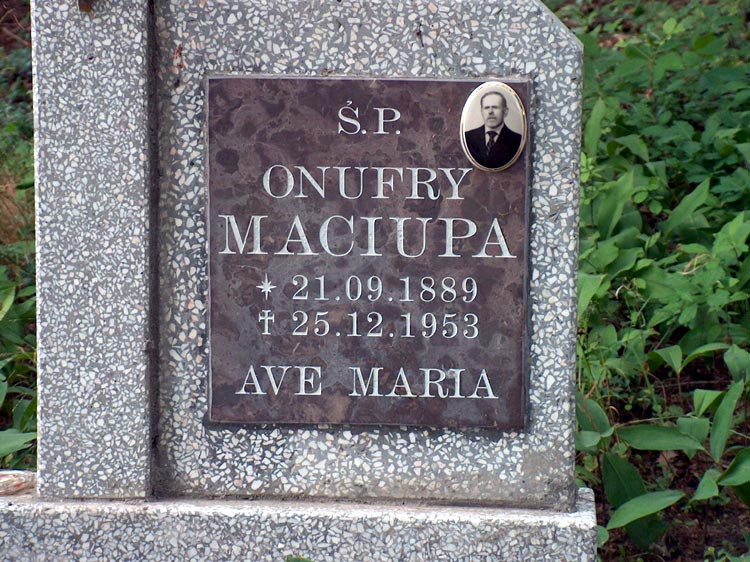 Ś.P.
ONUFRY
MACIUPA
* 21.09.1889
✝ 25.12.1953
AVE MARIA